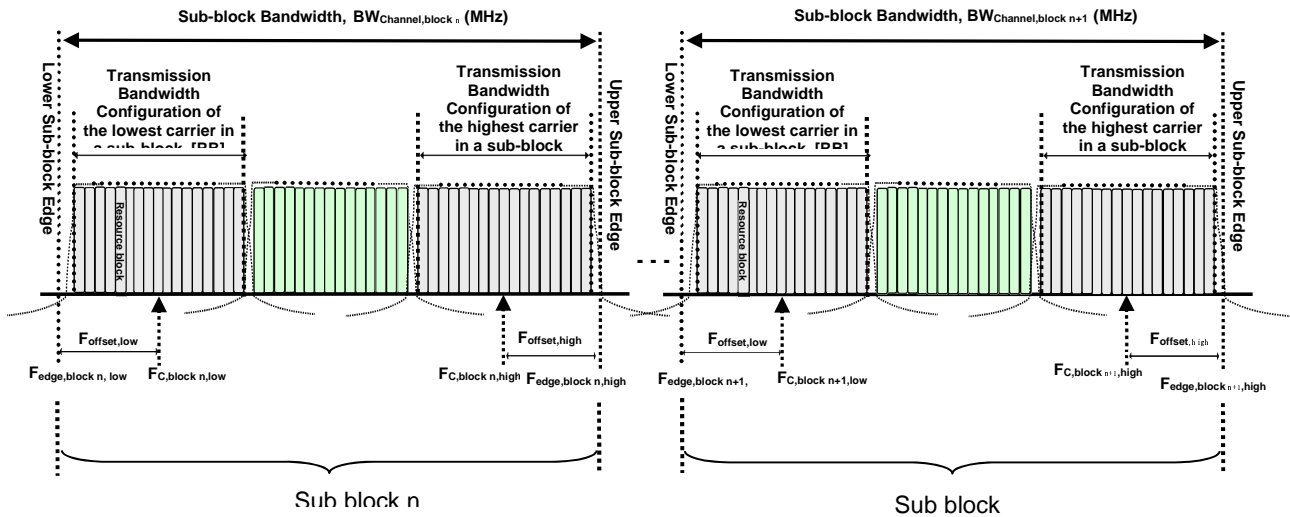 Sub-block Bandwidth, BWChannel,block n (MHz)
Sub-block Bandwidth, BWChannel,block n+1 (MHz)
Lower Sub-block Edge
Transmission
Bandwidth
Configuration of
the lowest carrier in
a sub-block [RB]
Transmission
Bandwidth
Configuration of
the highest carrier
in a sub-block
Upper Sub-block Edge
Lower Sub-block Edge
Transmission
Bandwidth
Configuration of
the lowest carrier in
a sub-block [RB]
Transmission
Bandwidth
Configuration of
the highest carrier
in a sub-block
Upper Sub-block Edge
Resource block
...
Resource block
Foffset,low
Foffset,high
Foffset,low
Foffset,high
Fedge,block n, low
FC,block n,low
FC,block n,high
Fedge,block n,high
Fedge,block n+1,
FC,block n+1,low
FC,block n+1,high
Fedge,block n+1,high
Sub block n
Sub block